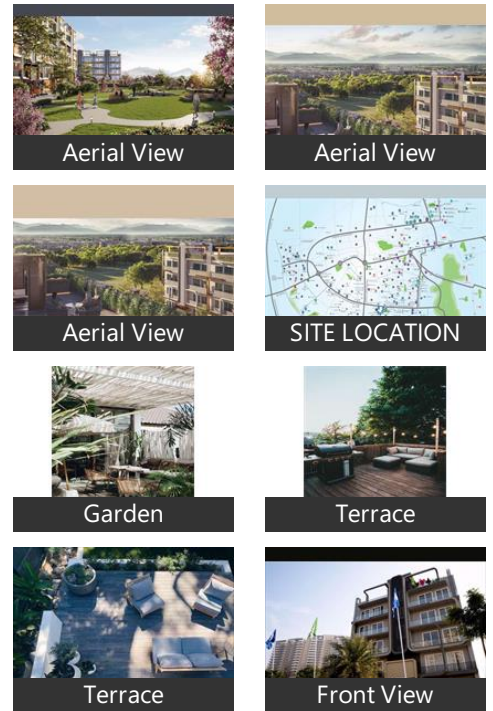 Aerial View
Aerial View
Aerial View
SITE LOCATION
Garden
Terrace
Terrace
Front View